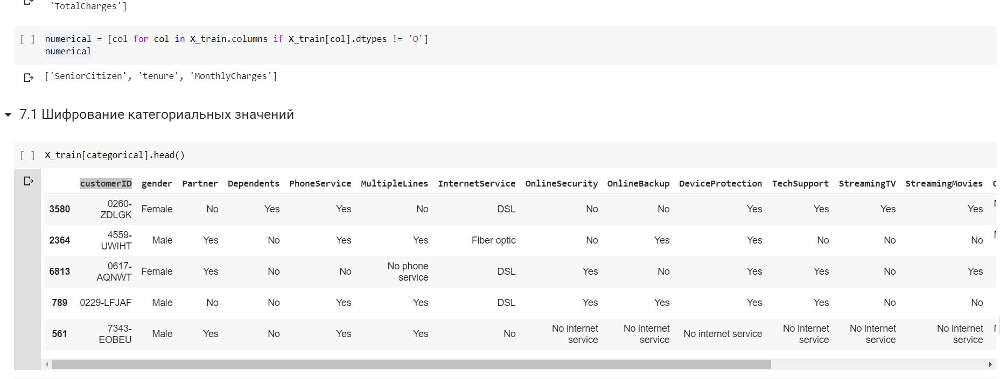 'TotalCharges']
[ ] numerical = [col for col in X_train.columns if X_train[col].dtypes != 'O']
numerical
['SeniorCitizen', 'tenure', 'MonthlyCharges']
7.1 Шифрование категориальных значений
[ ] X_train[categorical].head()
customerID gender Partner Dependents PhoneService MultipleLines InternetService OnlineSecurity OnlineBackup DeviceProtection TechSupport StreamingTV StreamingMovies
3580 0260-ZDLGK Female No Yes Yes No DSL No No Yes Yes Yes Yes
2364 4559-UWIHT Male Yes No Yes Yes Fiber optic No Yes Yes No No No
6813 0617-AQNWT Female Yes No No No phone service DSL Yes No Yes Yes No Yes
789 0229-LFJAF Male No No Yes Yes DSL Yes Yes Yes Yes No No
561 7343-EOBEU Male Yes No Yes Yes No No internet service No internet service No internet service No internet service No internet service No internet service